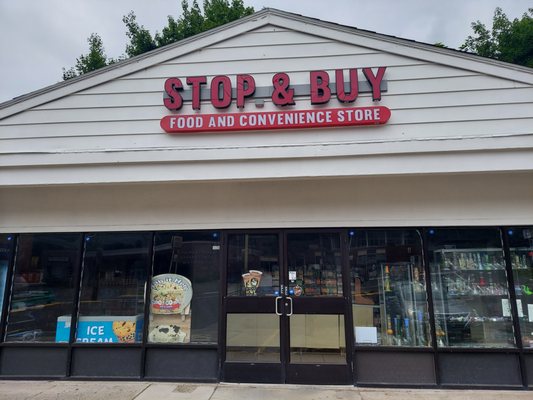 STOP & BUY
FOOD AND CONVENIENCE STORE
ICE
CREAM